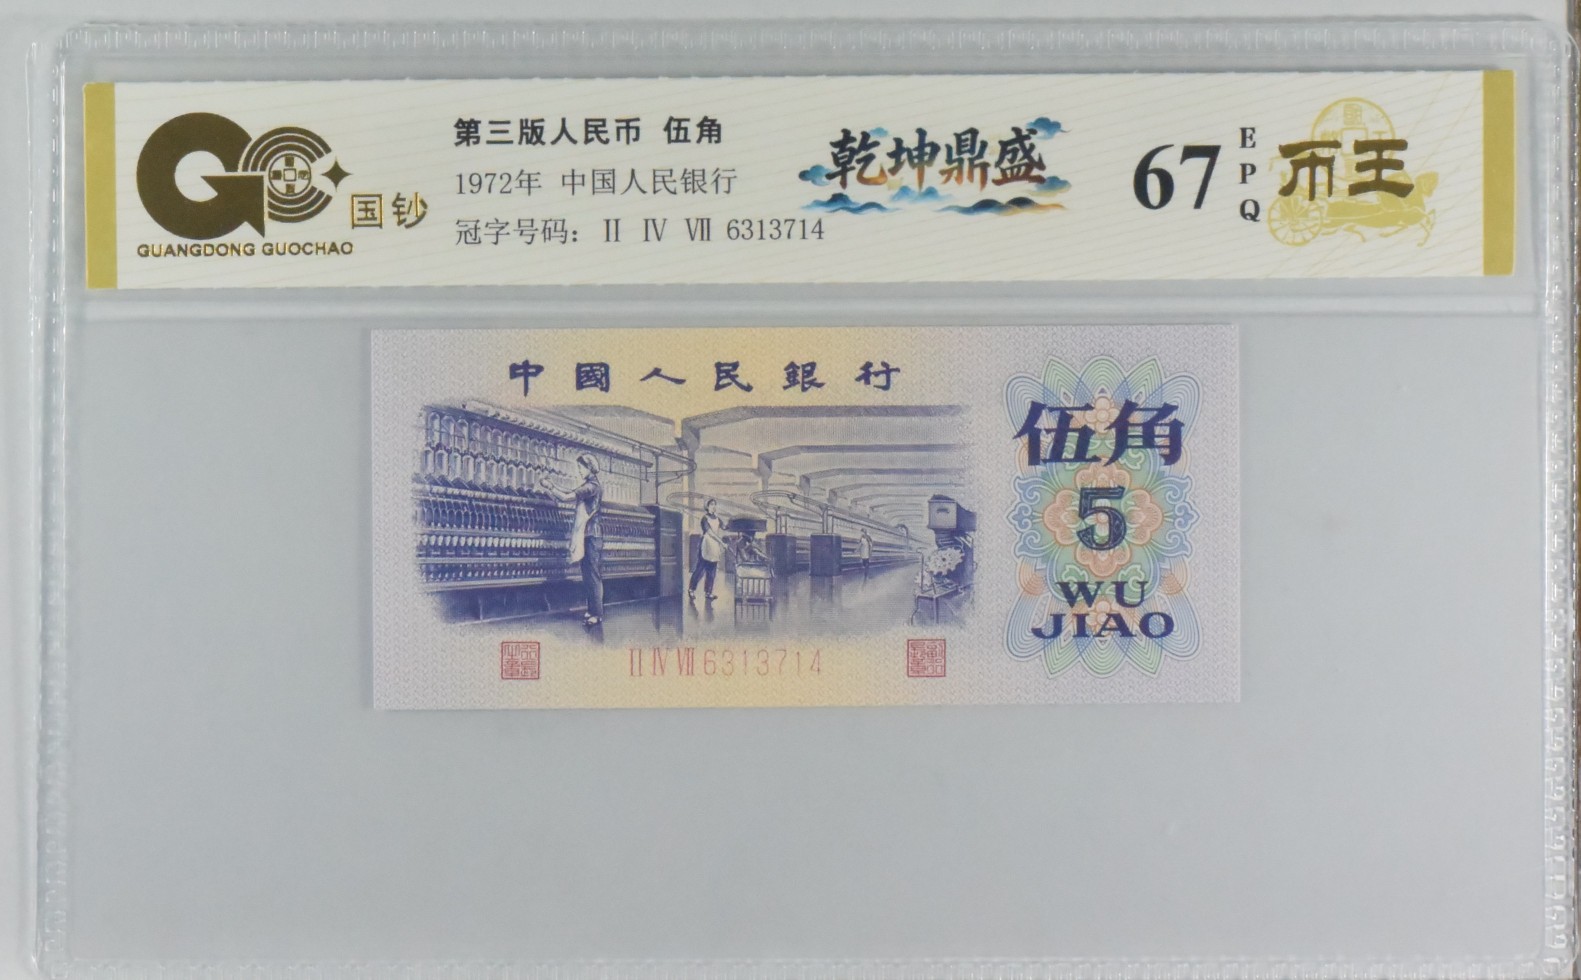 国钞
GUANGDONG GUOCHAO
第三版人民币 伍角
1972年 中国人民银行
冠字号码: II IV VII 6313714
乾坤鼎盛
67
EPQ
币王
中國人民銀行
伍角
5
WU
JIAO
II IV VII 6313714